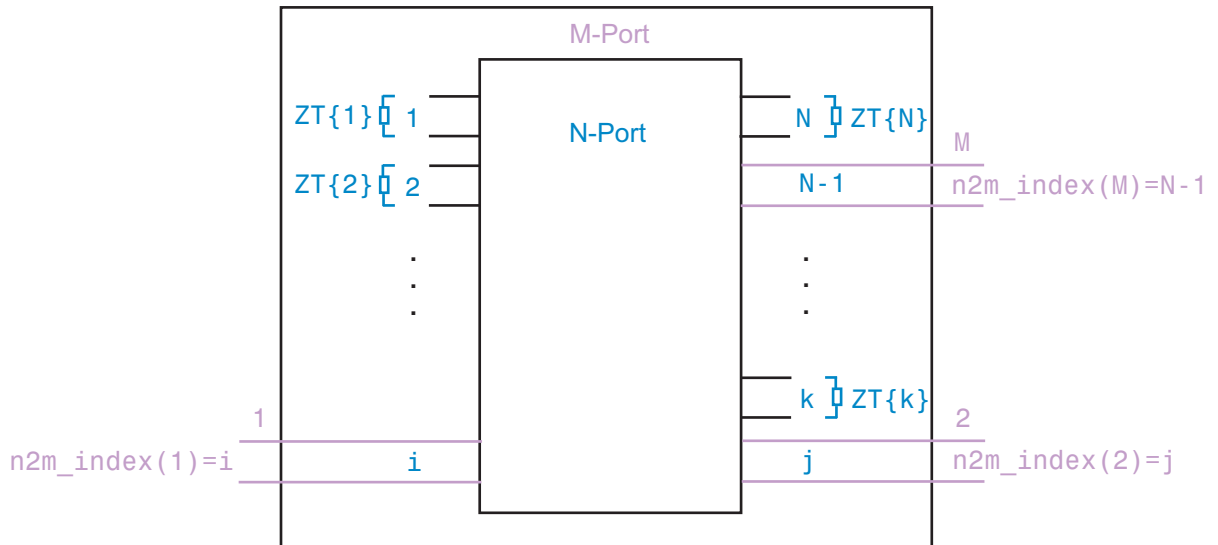 M-Port
N-Port
ZT{1} 1
N ZT{N}
M
ZT{2} 2
N-1
n2m_index(M)=N-1
.
.
.
.
.
.
k ZT{k}
1
2
n2m_index(1)=i
i
j
n2m_index(2)=j